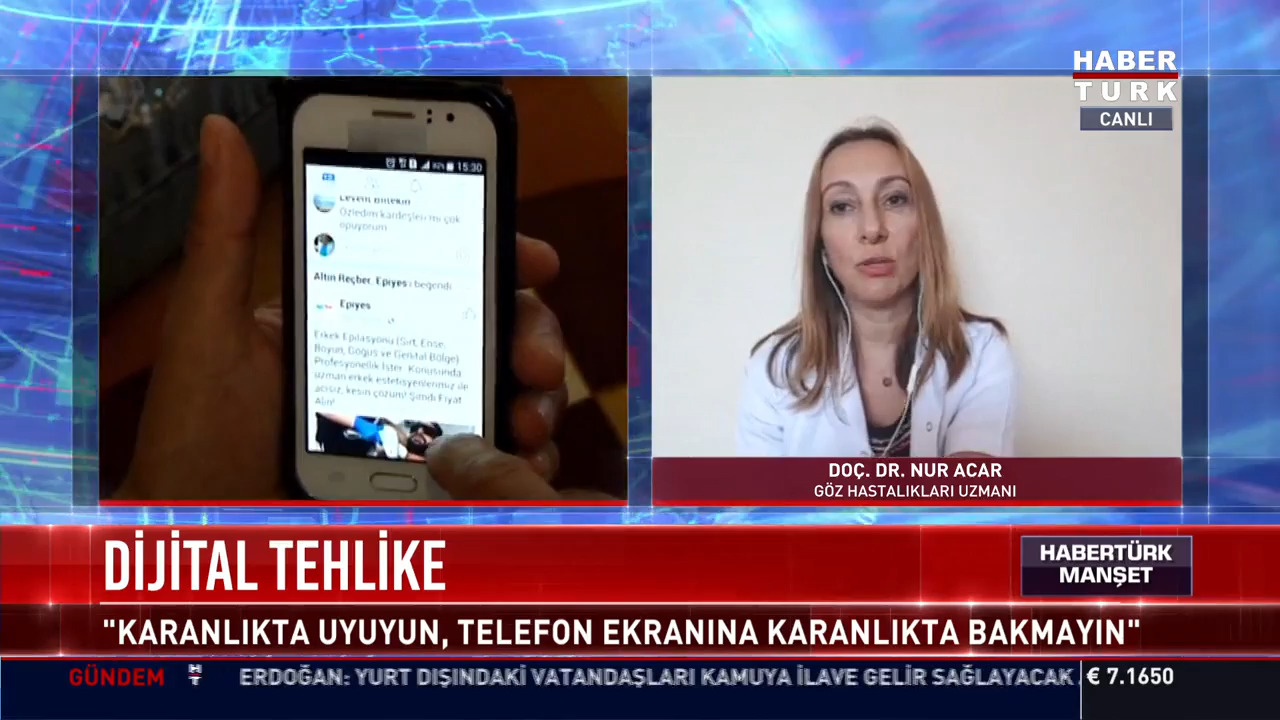 HABER
TURK
CANLI
15:30
Özledim kardeşleri mi çok
öpüyorum
Altın Reçber, Epiyes'i beğendi
Epiyes
Erkek Epilasyonu (Sırt, Ense,
Boyun, Göğüs ve Genital Bölge)
Profesyonellik İster. Konusunda
uzman erkek estetisyenlerimiz ile
acısız, kesin çözüm! Şimdi Fiyat
Alın!
DOÇ. DR. NUR ACAR
GÖZ HASTALIKLARI UZMANI
DİJİTAL TEHLİKE
HABERTÜRK
MANŞET
"KARANLIKTA UYUYUN, TELEFON EKRANINA KARANLIKTA BAKMAYIN"
GÜNDEM ERDOĞAN: YURT DIŞINDAKİ VATANDAŞLARI KAMUYA İLAVE GELİR SAĞLAYACAK € 7.1650